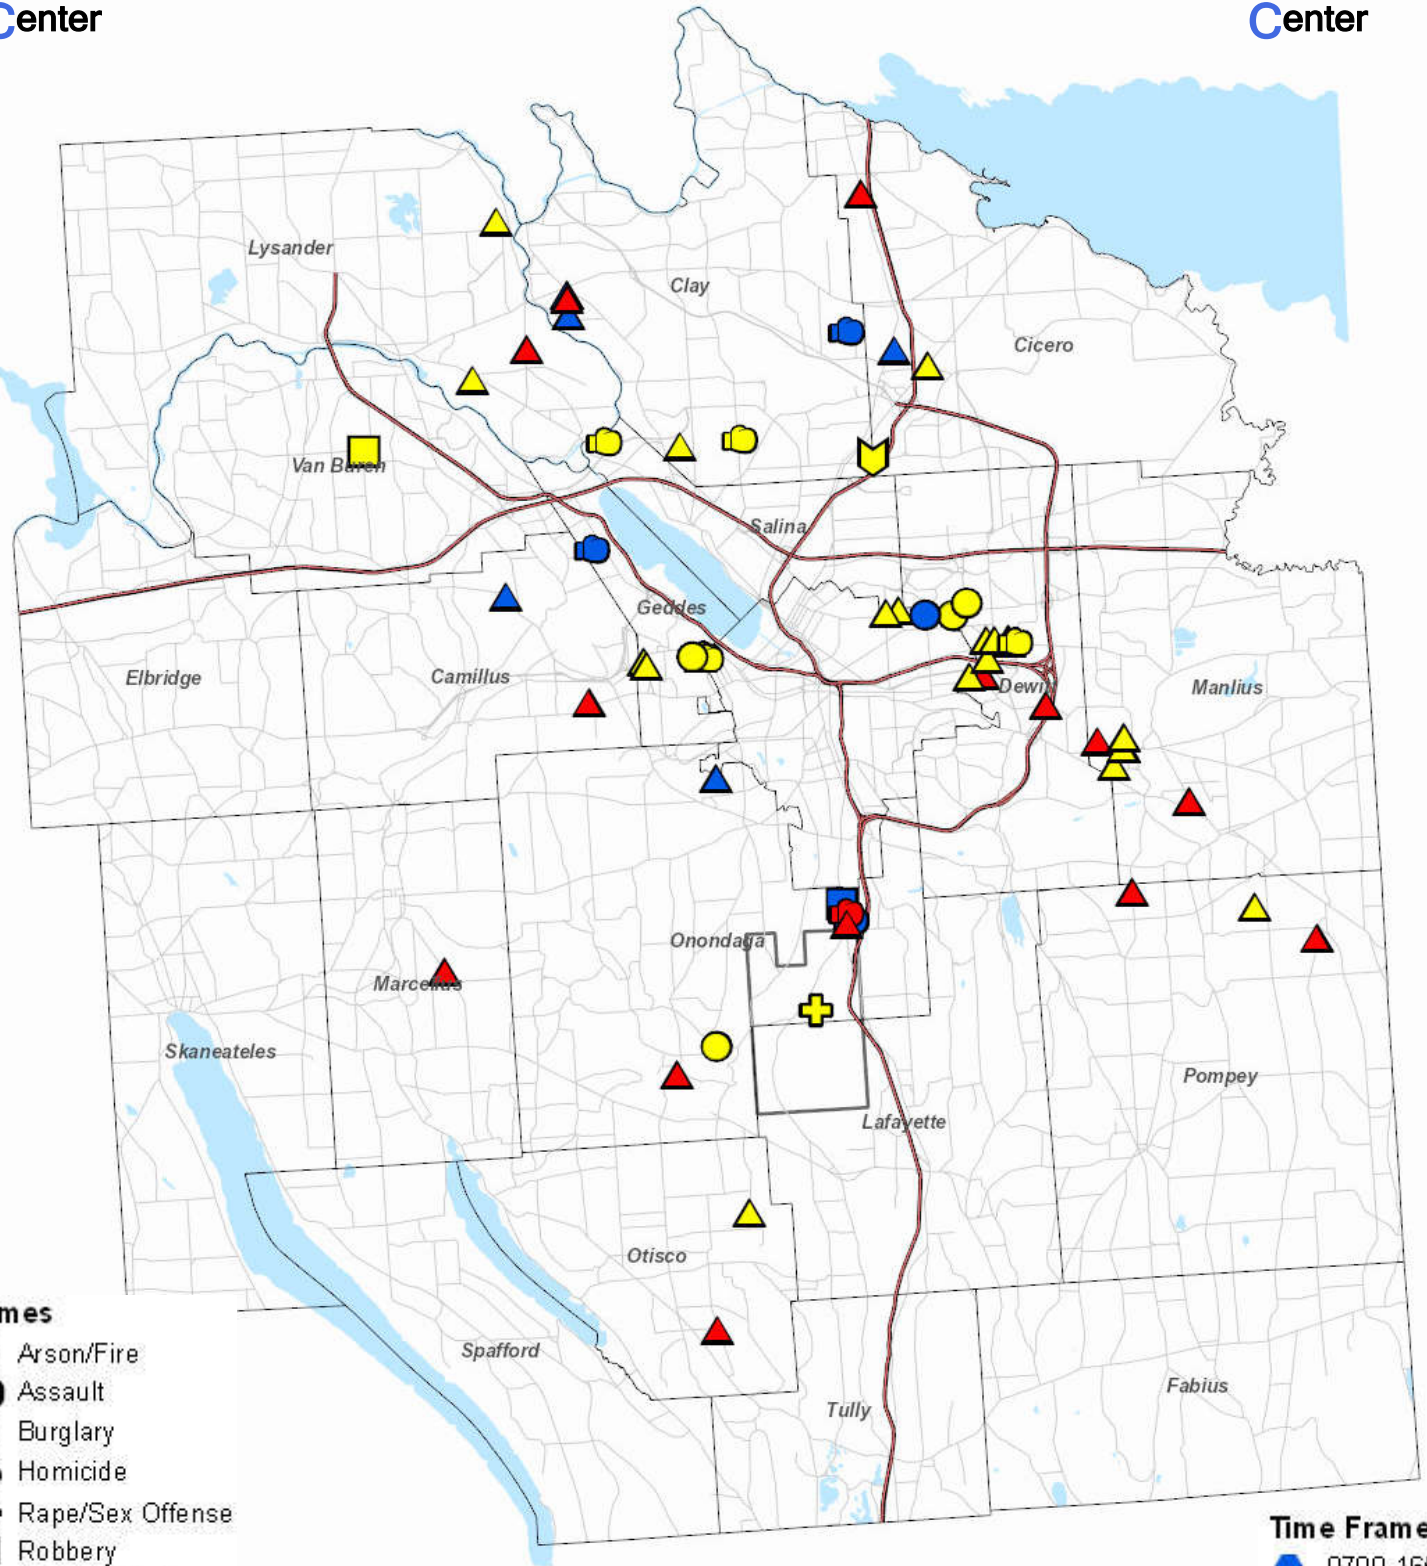 Center
Center
Lysander
Clay
Cicero
Van Buren
Salina
Geddes
Elbridge
Camillus
Dewitt
Manlius
Onondaga
Marcellus
Skaneateles
Pompey
Lafayette
Otisco
Spafford
Fabius
Tully
mes
Arson/Fire
Assault
Burglary
Homicide
Rape/Sex Offense
Robbery
Time Frame